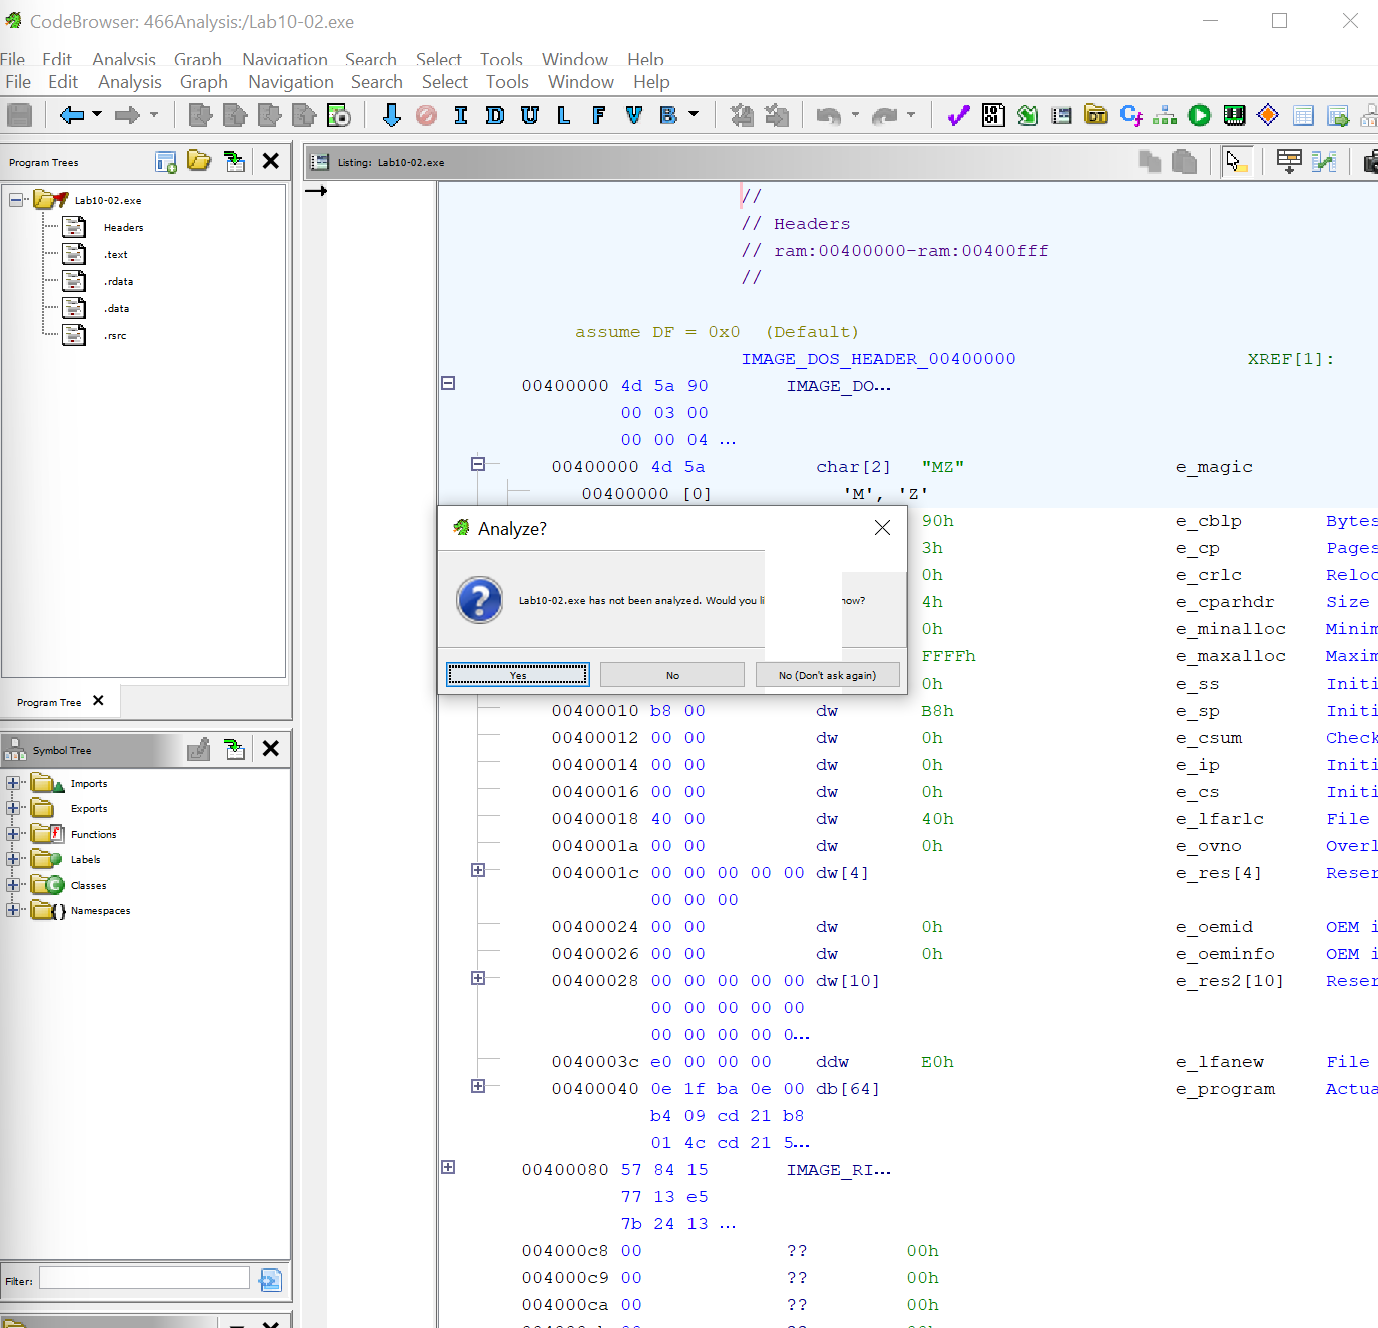 CodeBrowser: 466Analysis:/Lab10-02.exe
File Edit Analysis Graph Navigation Search Select Tools Window Help
File Edit Analysis Graph Navigation Search Select Tools Window Help
I D U L F V B
Program Trees
Listing: Lab10-02.exe
Lab10-02.exe
Headers
.text
.rdata
.data
.rsrc
Program Tree
Symbol Tree
Imports
Exports
Functions
Labels
Classes
Namespaces
Filter:
//
// Headers
// ram:00400000-ram:00400fff
//
assume DF = 0x0 (Default)
IMAGE_DOS_HEADER_00400000 XREF[1]:
00400000 4d 5a 90 IMAGE_DO...
00 03 00
00 00 04 ...
00400000 4d 5a char[2] "MZ" e_magic
00400000 [0] 'M', 'Z'
90h e_cblp Bytes
3h e_cp Pages
0h e_crlc Reloc
4h e_cparhdr Size
0h e_minalloc Minim
FFFFh e_maxalloc Maxim
0h e_ss Initi
Analyze?
Lab10-02.exe has not been analyzed. Would you li now?
Yes No No (Don't ask again)
00400010 b8 00 dw B8h e_sp Initi
00400012 00 00 dw 0h e_csum Check
00400014 00 00 dw 0h e_ip Initi
00400016 00 00 dw 0h e_cs Initi
00400018 40 00 dw 40h e_lfarlc File
0040001a 00 00 dw 0h e_ovno Overl
0040001c 00 00 00 00 00 dw[4] e_res[4] Reser
00 00 00
00400024 00 00 dw 0h e_oemid OEM i
00400026 00 00 dw 0h e_oeminfo OEM i
00400028 00 00 00 00 00 dw[10] e_res2[10] Reser
00 00 00 00 00
00 00 00 00 0...
0040003c e0 00 00 00 ddw E0h e_lfanew File
00400040 0e 1f ba 0e 00 db[64] e_program Actua
b4 09 cd 21 b8
01 4c cd 21 5...
00400080 57 84 15 IMAGE_RI...
77 13 e5
7b 24 13 ...
004000c8 00 ?? 00h
004000c9 00 ?? 00h
004000ca 00 ?? 00h